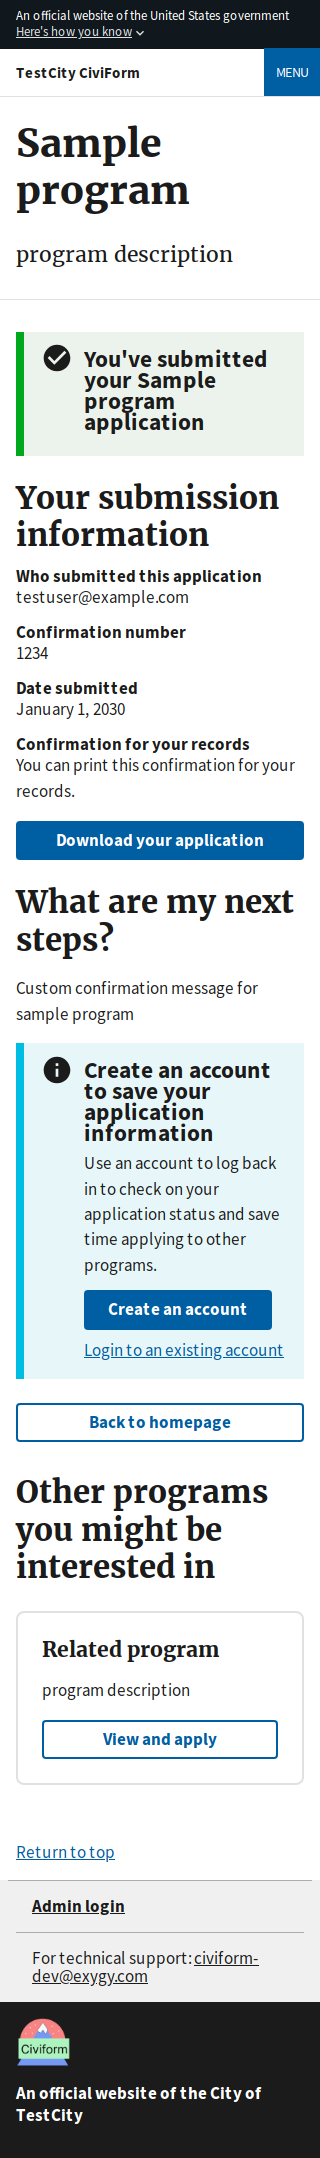 An official website of the United States government
Here's how you know
TestCity CiviForm
MENU
Sample
program
program description
You've submitted
your Sample
program
application
Your submission
information
Who submitted this application
testuser@example.com
Confirmation number
1234
Date submitted
January 1, 2030
Confirmation for your records
You can print this confirmation for your
records.
Download your application
What are my next
steps?
Custom confirmation message for
sample program
Create an account
to save your
application
information
Use an account to log back
in to check on your
application status and save
time applying to other
programs.
Create an account
Login to an existing account
Back to homepage
Other programs
you might be
interested in
Related program
program description
View and apply
Return to top
Admin login
For technical support: civiform-
dev@exygy.com
Civiform
An official website of the City of
TestCity